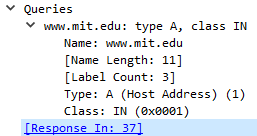 Queries
www.mit.edu: type A, class IN
Name: www.mit.edu
[Name Length: 11]
[Label Count: 3]
Type: A (Host Address) (1)
Class: IN (0x0001)
[Response In: 37]